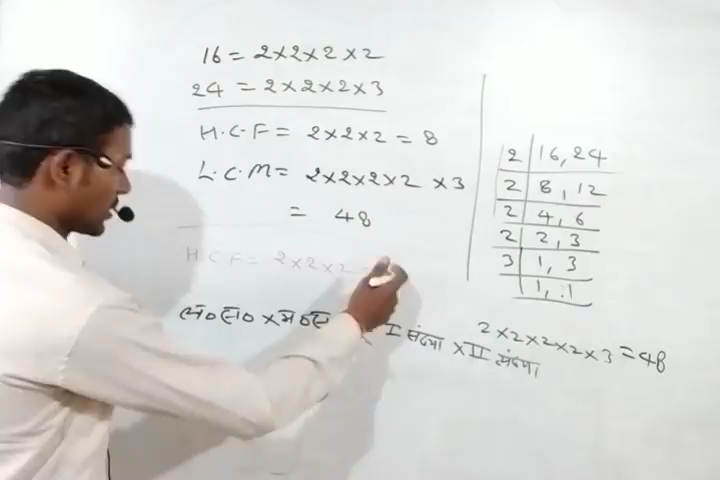 16 = 2×2×2×2
24 = 2×2×2×3
H.C.F = 2×2×2 = 8
L.C.M = 2×2×2×2 ×3
= 48
H.C.F = 2×2×2
ल०स० × म०स
I संख्या × II संख्या
2 | 16, 24
2 | 8, 12
2 | 4, 6
2 | 2, 3
3 | 1, 3
1, 1
2×2×2×2×3 = 48